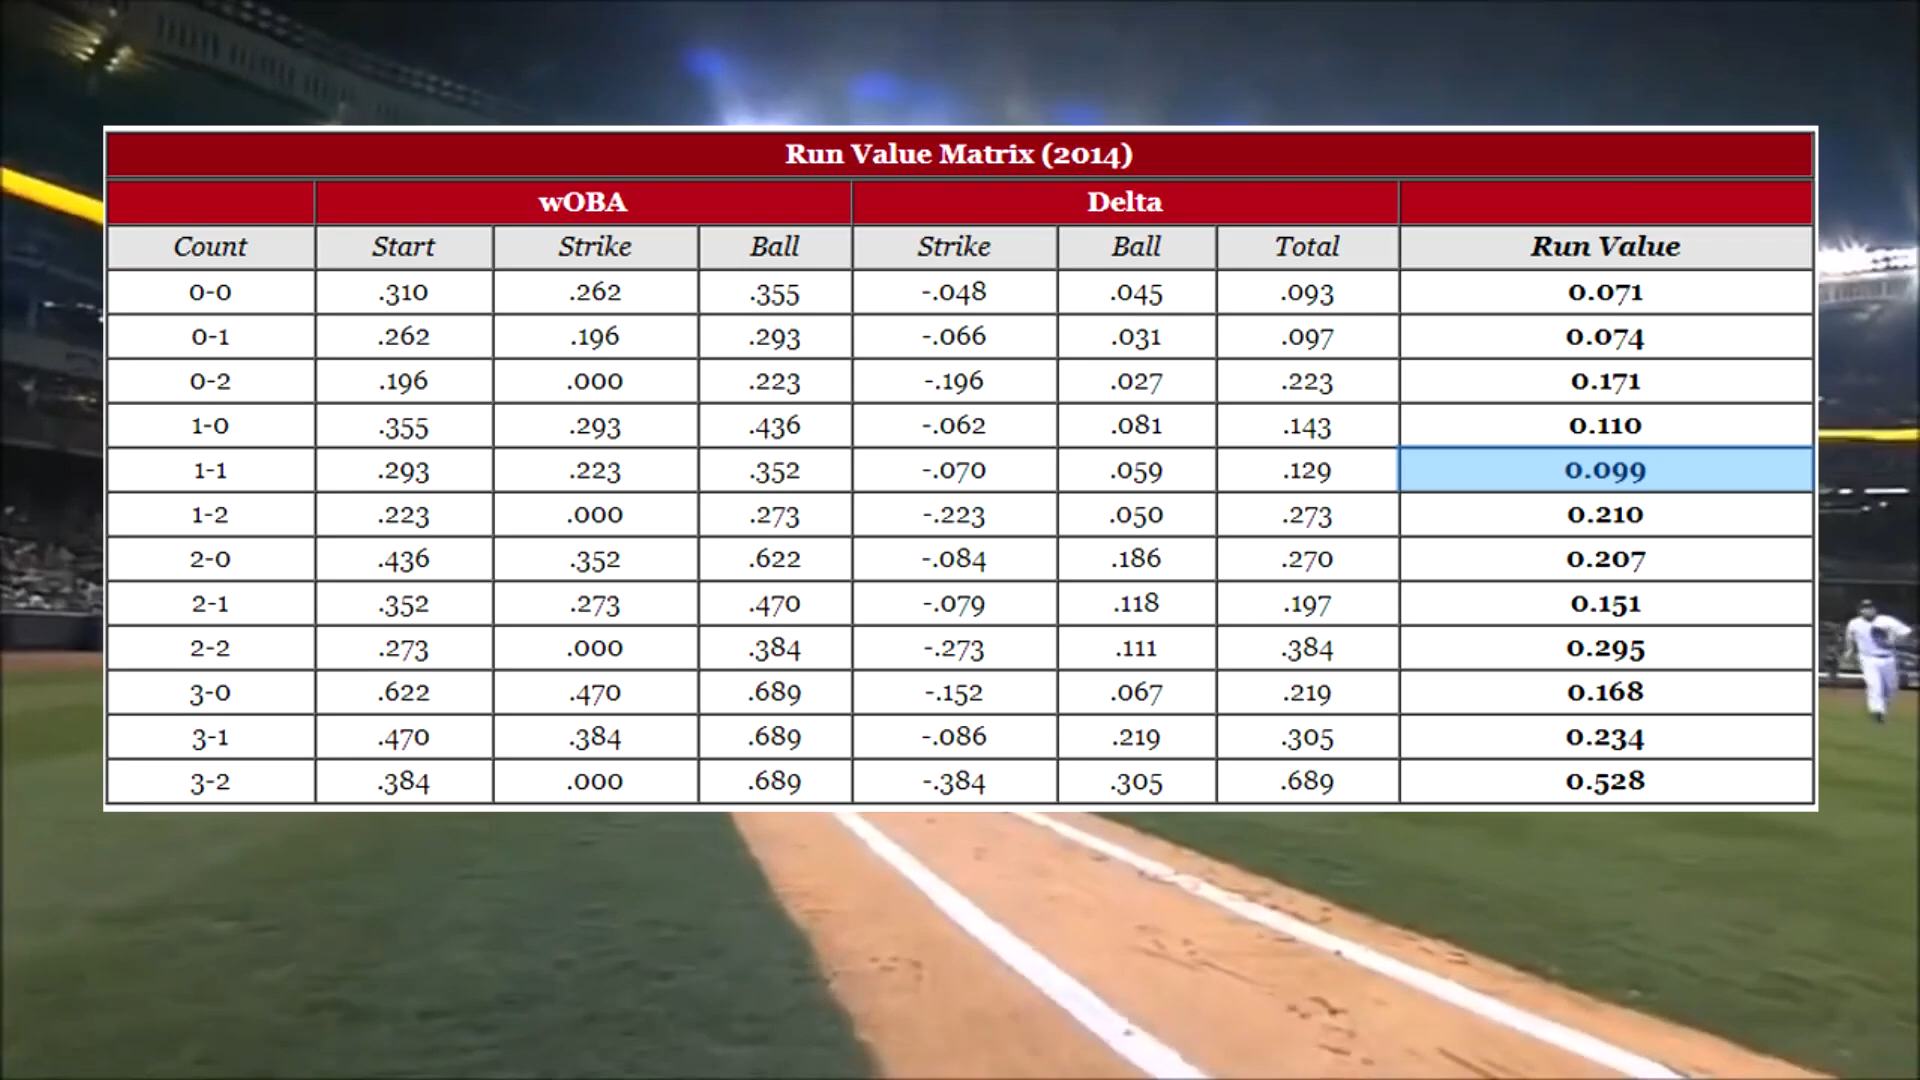 Run Value Matrix (2014)
wOBA Delta
Count Start Strike Ball Strike Ball Total Run Value
0-0 .310 .262 .355 -.048 .045 .093 0.071
0-1 .262 .196 .293 -.066 .031 .097 0.074
0-2 .196 .000 .223 -.196 .027 .223 0.171
1-0 .355 .293 .436 -.062 .081 .143 0.110
1-1 .293 .223 .352 -.070 .059 .129 0.099
1-2 .223 .000 .273 -.223 .050 .273 0.210
2-0 .436 .352 .622 -.084 .186 .270 0.207
2-1 .352 .273 .470 -.079 .118 .197 0.151
2-2 .273 .000 .384 -.273 .111 .384 0.295
3-0 .622 .470 .689 -.152 .067 .219 0.168
3-1 .470 .384 .689 -.086 .219 .305 0.234
3-2 .384 .000 .689 -.384 .305 .689 0.528